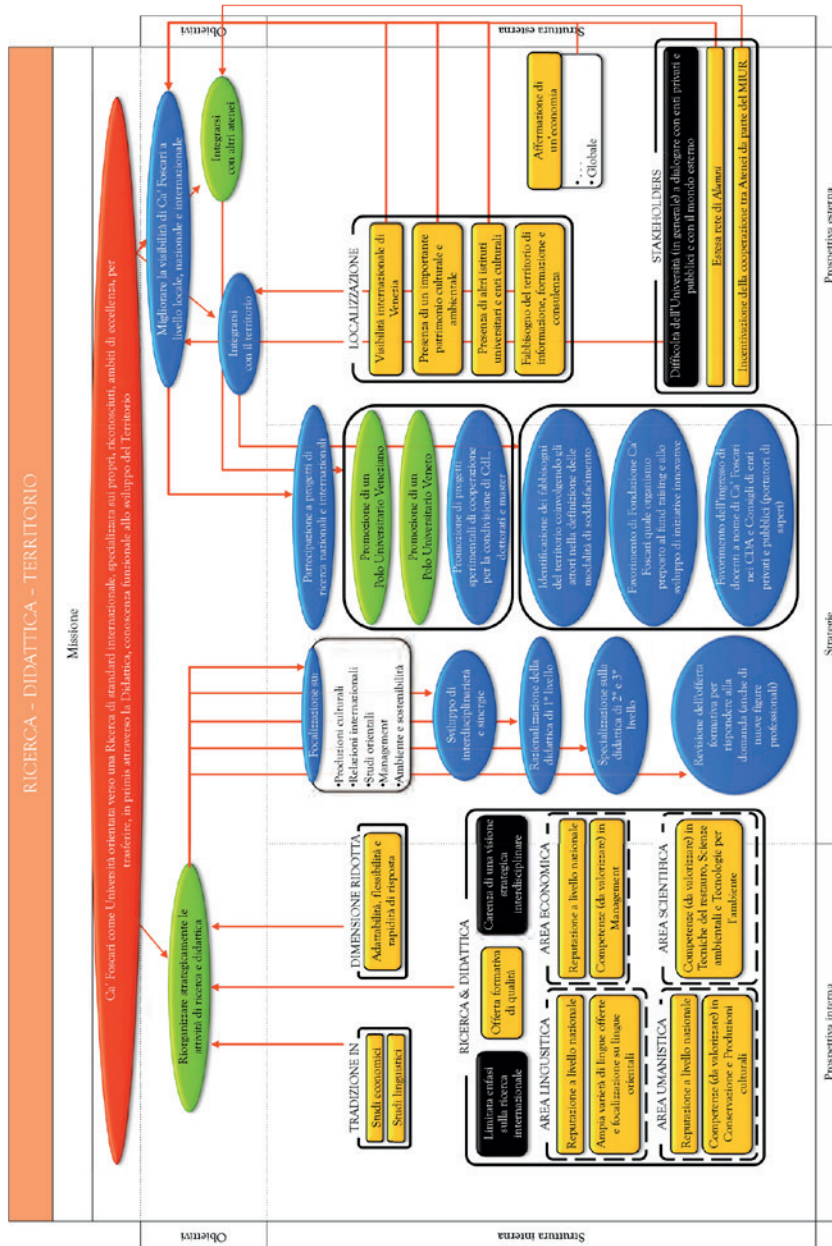 RICERCA – DIDATTICA – TERRITORIO
Missione
Ca' Foscari come Università orientata verso una Ricerca di standard internazionale, specializzata sui propri, riconosciuti, ambiti di eccellenza, per
trasferire, in primis attraverso la Didattica, conoscenza funzionale allo sviluppo del Territorio
Obiettivi
Riorganizzare strategicamente le
attività di ricerca e didattica
Integrarsi
con il territorio
Migliorare la visibilità di Ca' Foscari a
livello locale, nazionale e internazionale
Integrarsi
con altri atenei
Obiettivi
Struttura interna
TRADIZIONE IN
Studi economici
Studi linguistici
DIMENSIONE RIDOTTA
Adattabilità, flessibilità e
rapidità di risposta
RICERCA & DIDATTICA
Limitata enfasi
sulla ricerca
internazionale
Offerta formativa
di qualità
Carenza di una visione
strategica
interdisciplinare
AREA LINGUSITICA
Reputazione a livello nazionale
Ampia varietà di lingue offerte
e focalizzazione su lingue
orientali
AREA ECONOMICA
Reputazione a livello nazionale
Competenze (da valorizzare) in
Management
AREA UMANISTICA
Reputazione a livello nazionale
Competenze (da valorizzare) in
Conservazione e Produzioni
culturali
AREA SCIENTIFICA
Competenze (da valorizzare) in
Tecniche del restauro, Scienze
ambientali e Tecnologie per
l'ambiente
Focalizzazione su:
•Produzioni culturali
•Relazioni internazionali
•Studi orientali
•Management
•Ambiente e sostenibilità
Sviluppo di
interdisciplinarietà
e sinergie
Razionalizzazione della
didattica di 1° livello
Specializzazione sulla
didattica di 2° e 3°
livello
Revisione dell'offerta
formativa per
rispondere alla
domanda (anche di
nuove figure
professionali)
Partecipazione a progetti di
ricerca nazionali e internazionali
Promozione di un
Polo Universitario Veneziano
Promozione di un
Polo Universitario Veneto
Promozione di progetti
sperimentali di cooperazione
per la condivisione di CdL,
dottorati e master
Identificazione dei fabbisogni
del territorio coinvolgendo gli
attori nella definizione delle
modalità di soddisfacimento
Favorimento di Fondazione Ca'
Foscari quale organismo
preposto al fund raising e allo
sviluppo di iniziative innovative
Favorimento dell'ingresso di
docenti a nome di Ca' Foscari
nei CDA e Consigli di enti
privati e pubblici (portatori di
saperi)
LOCALIZZAZIONE
Visibilità internazionale di
Venezia
Presenza di un importante
patrimonio culturale e
ambientale
Presenza di altri istituti
universitari e enti culturali
Fabbisogno del territorio di
informazione, formazione e
consulenza
Affermazione di
un'economia
• . . .
• Globale
STAKEHOLDERS
Difficoltà dell'Università (in generale) a dialogare con enti privati e
pubblici e con il mondo esterno
Estesa rete di Alumni
Incentivazione della cooperazione tra Atenei da parte del MIUR
Struttura esterna
Prospettiva interna
Strategie
Prospettiva esterna